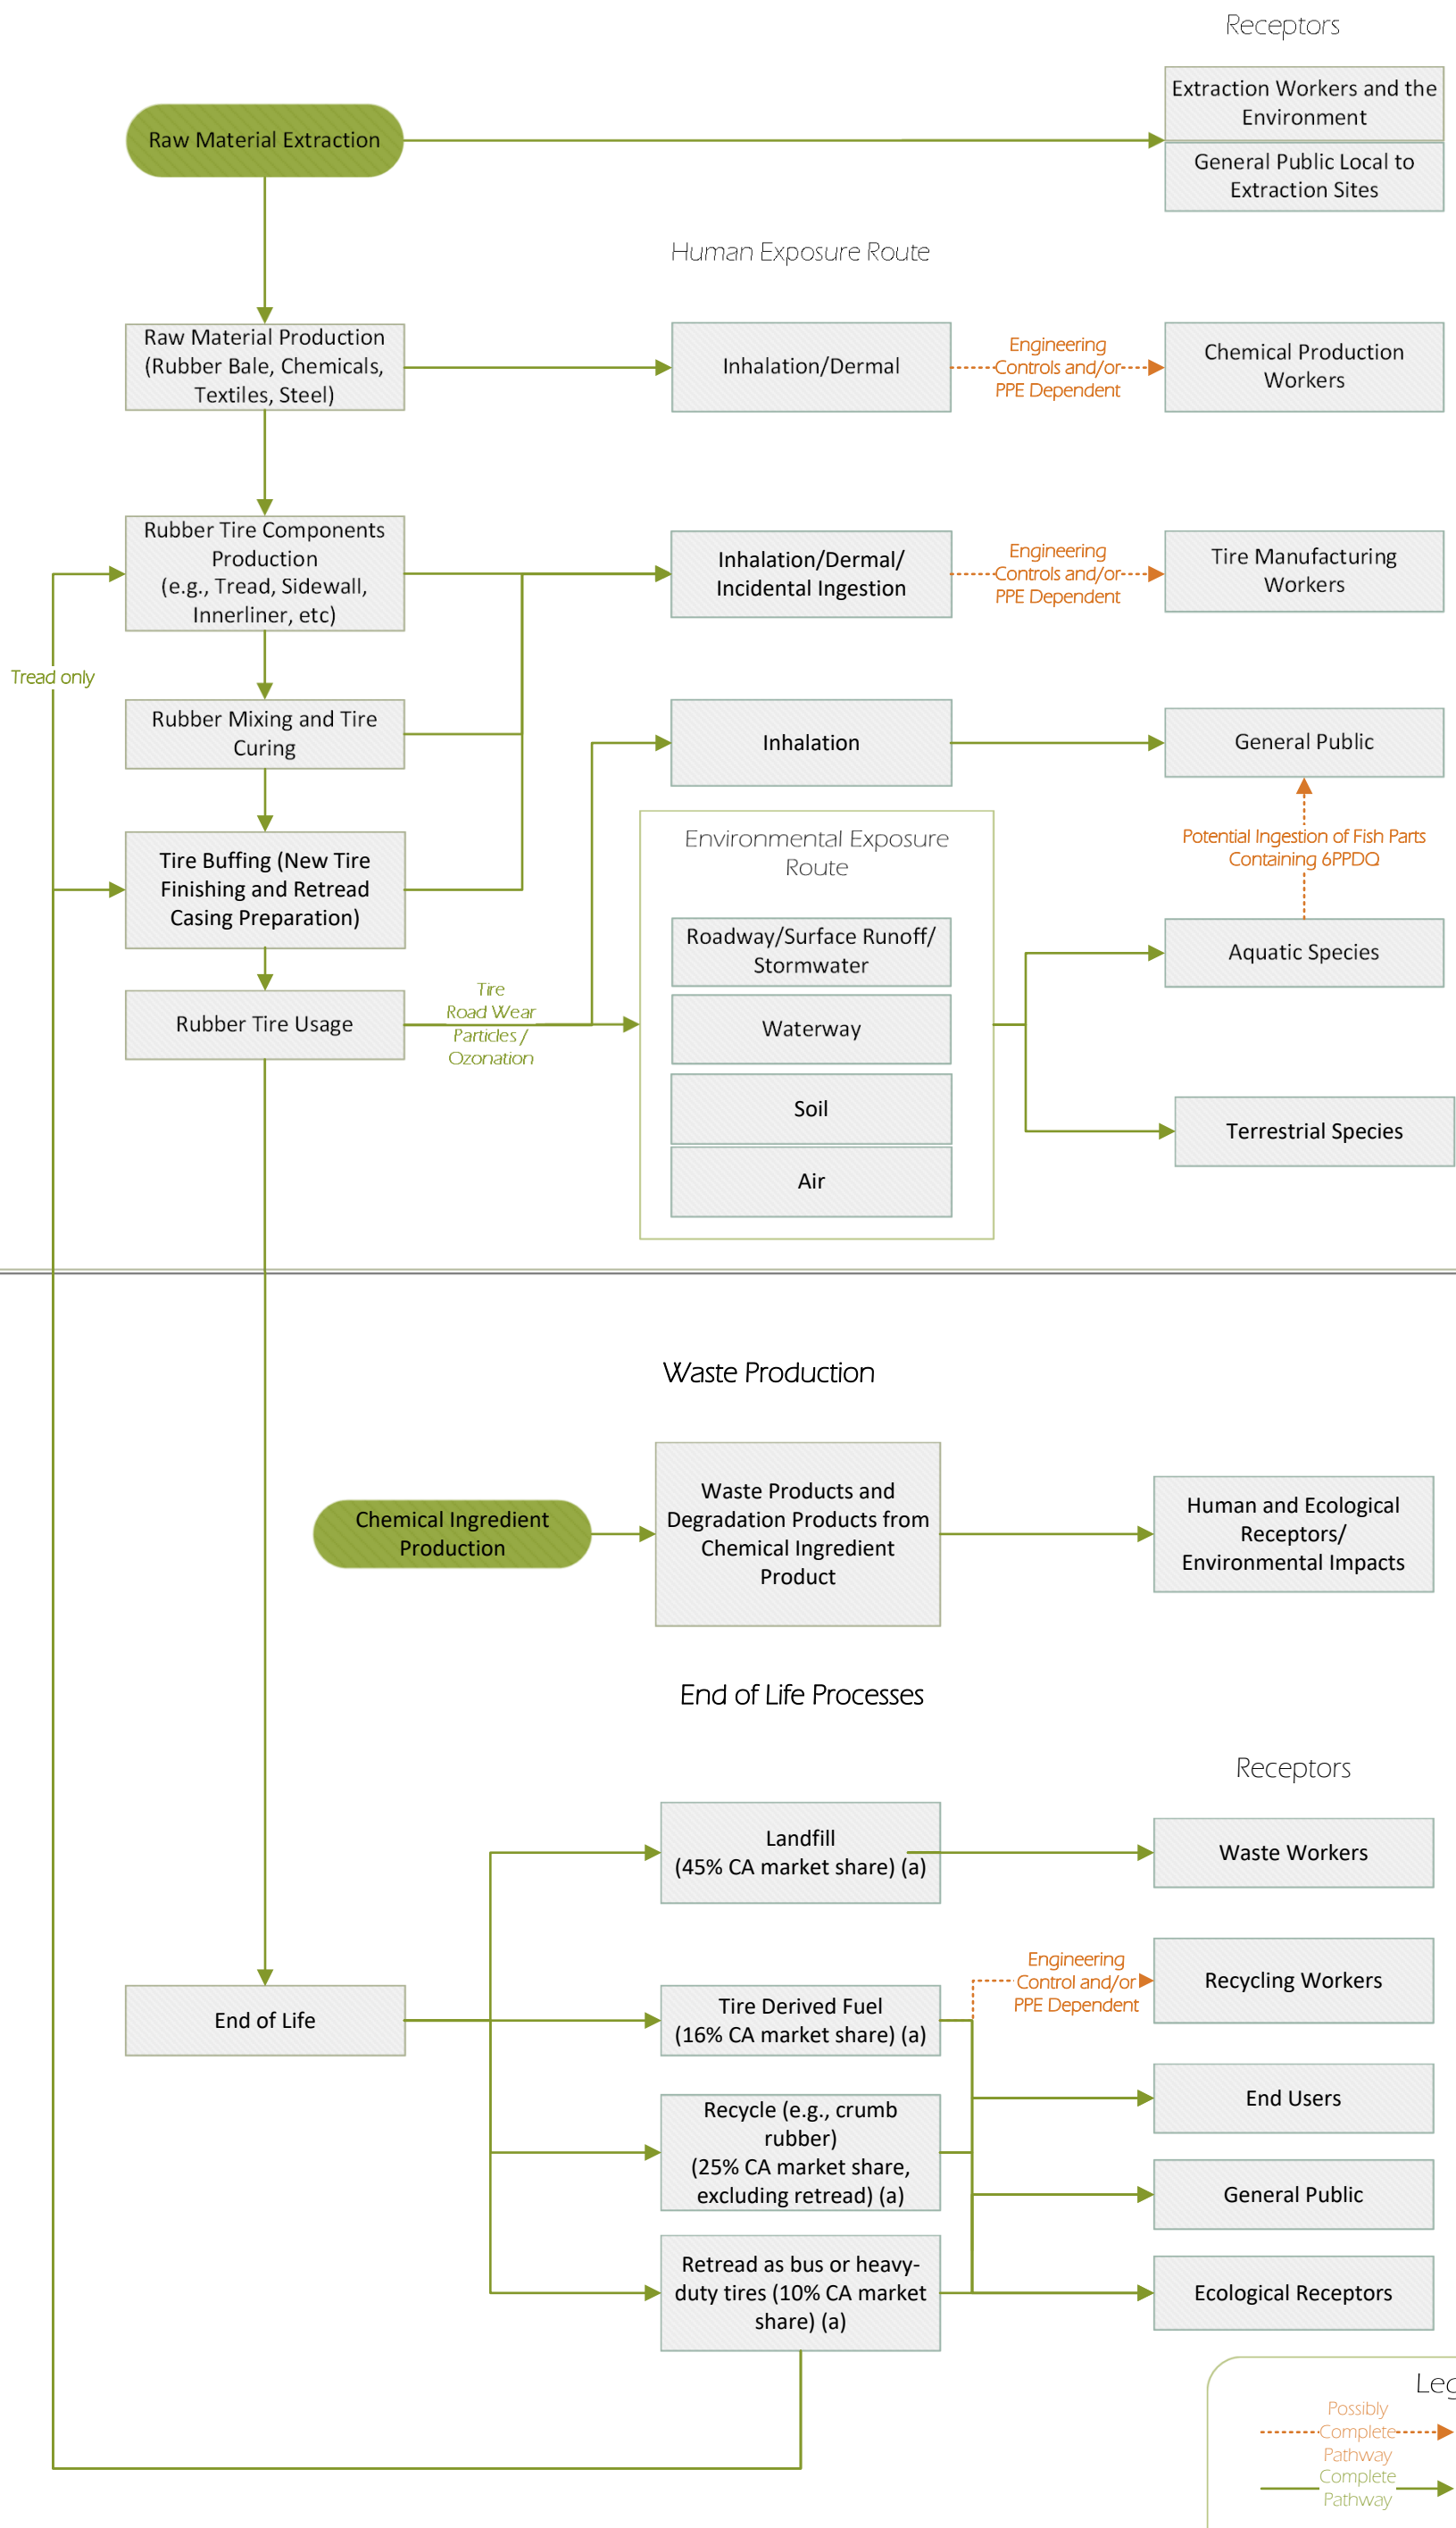 Receptors
Raw Material Extraction
Extraction Workers and the
Environment
General Public Local to
Extraction Sites
Human Exposure Route
Raw Material Production
(Rubber Bale, Chemicals,
Textiles, Steel)
Inhalation/Dermal
Engineering
Controls and/or
PPE Dependent
Chemical Production
Workers
Rubber Tire Components
Production
(e.g., Tread, Sidewall,
Innerliner, etc)
Inhalation/Dermal/
Incidental Ingestion
Engineering
Controls and/or
PPE Dependent
Tire Manufacturing
Workers
Tread only
Rubber Mixing and Tire
Curing
Inhalation
General Public
Tire Buffing (New Tire
Finishing and Retread
Casing Preparation)
Environmental Exposure
Route
Potential Ingestion of Fish Parts
Containing 6PPDQ
Roadway/Surface Runoff/
Stormwater
Aquatic Species
Rubber Tire Usage
Tire
Road Wear
Particles /
Ozonation
Waterway
Soil
Terrestrial Species
Air
Waste Production
Chemical Ingredient
Production
Waste Products and
Degradation Products from
Chemical Ingredient
Product
Human and Ecological
Receptors/
Environmental Impacts
End of Life Processes
Receptors
Landfill
(45% CA market share) (a)
Waste Workers
End of Life
Tire Derived Fuel
(16% CA market share) (a)
Engineering
Control and/or
PPE Dependent
Recycling Workers
End Users
Recycle (e.g., crumb
rubber)
(25% CA market share,
excluding retread) (a)
General Public
Retread as bus or heavy-
duty tires (10% CA market
share) (a)
Ecological Receptors
Leg
Possibly
Complete
Pathway
Complete
Pathway